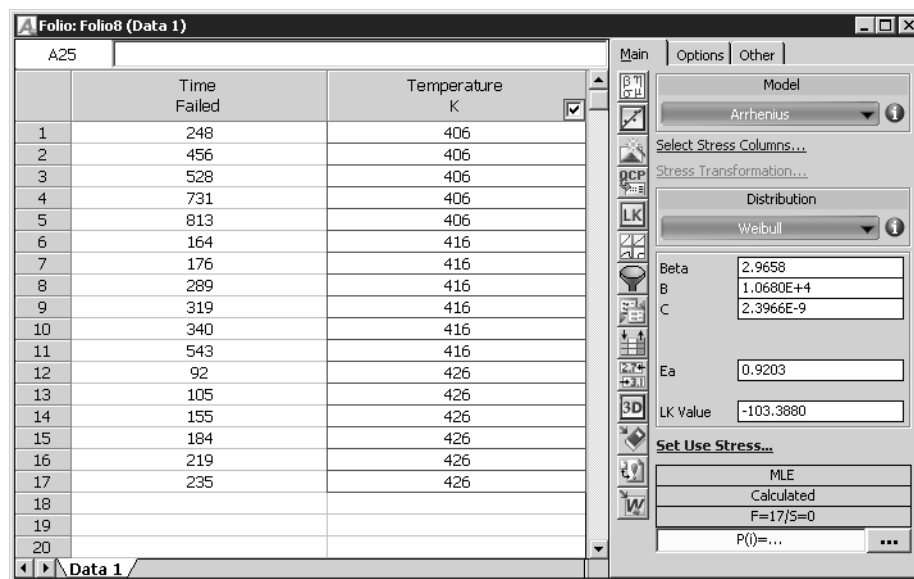 Folio: Folio8 (Data 1)
A25
Time Failed
Temperature K
1 248 406
2 456 406
3 528 406
4 731 406
5 813 406
6 164 416
7 176 416
8 289 416
9 319 416
10 340 416
11 543 416
12 92 426
13 105 426
14 155 426
15 184 426
16 219 426
17 235 426
18
19
20
Data 1
Main Options Other
Model
Arrhenius
Select Stress Columns...
Stress Transformation...
Distribution
Weibull
Beta 2.9658
B 1.0680E+4
C 2.3966E-9
Ea 0.9203
LK Value -103.3880
Set Use Stress...
MLE
Calculated
F=17/S=0
P(i)=... ...
β η
σ μ
QCP
LK
3D
W